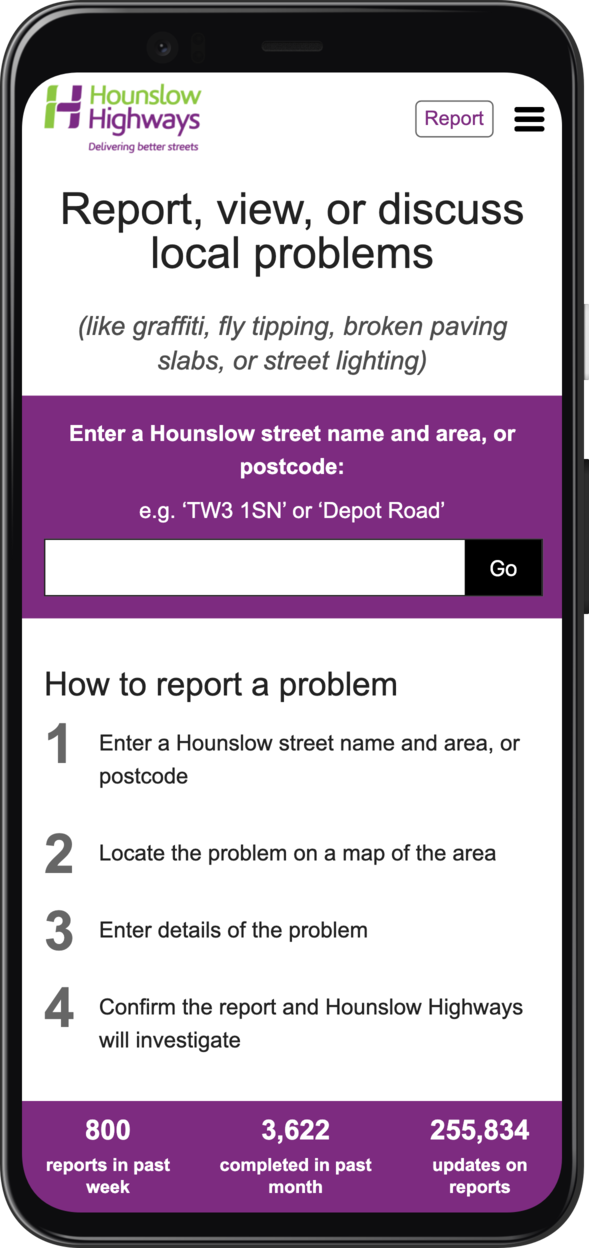 Hounslow
Highways
Delivering better streets
Report
Report, view, or discuss
local problems
(like graffiti, fly tipping, broken paving
slabs, or street lighting)
Enter a Hounslow street name and area, or
postcode:
e.g. ‘TW3 1SN’ or ‘Depot Road’
Go
How to report a problem
1 Enter a Hounslow street name and area, or
postcode
2 Locate the problem on a map of the area
3 Enter details of the problem
4 Confirm the report and Hounslow Highways
will investigate
800 3,622 255,834
reports in past completed in past updates on
week month reports